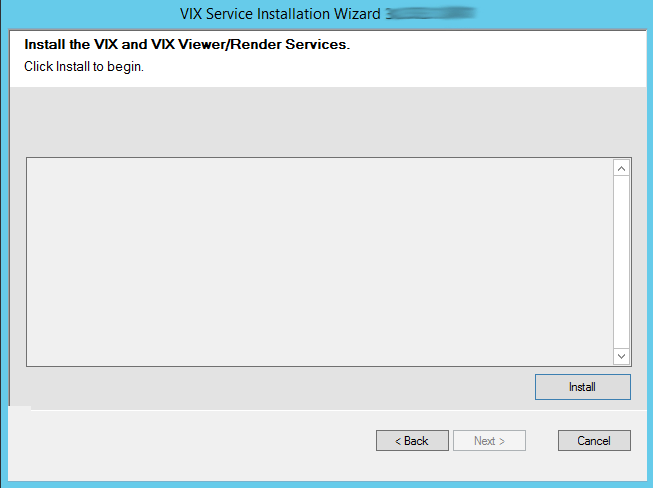 VIX Service Installation Wizard
Install the VIX and VIX Viewer/Render Services.
Click Install to begin.
Install
< Back
Next >
Cancel